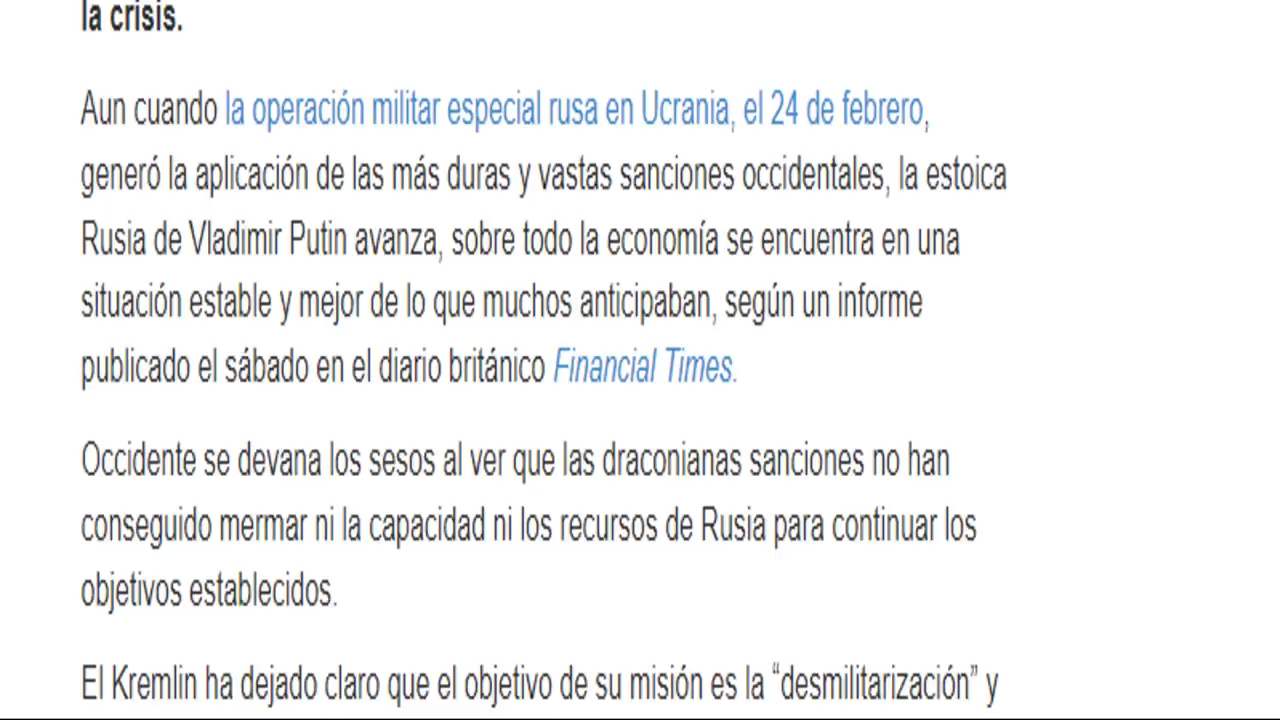 la crisis.
Aun cuando la operación militar especial rusa en Ucrania, el 24 de febrero,
generó la aplicación de las más duras y vastas sanciones occidentales, la estoica
Rusia de Vladimir Putin avanza, sobre todo la economía se encuentra en una
situación estable y mejor de lo que muchos anticipaban, según un informe
publicado el sábado en el diario británico Financial Times.
Occidente se devana los sesos al ver que las draconianas sanciones no han
conseguido mermar ni la capacidad ni los recursos de Rusia para continuar los
objetivos establecidos.
El Kremlin ha dejado claro que el objetivo de su misión es la “desmilitarización” y